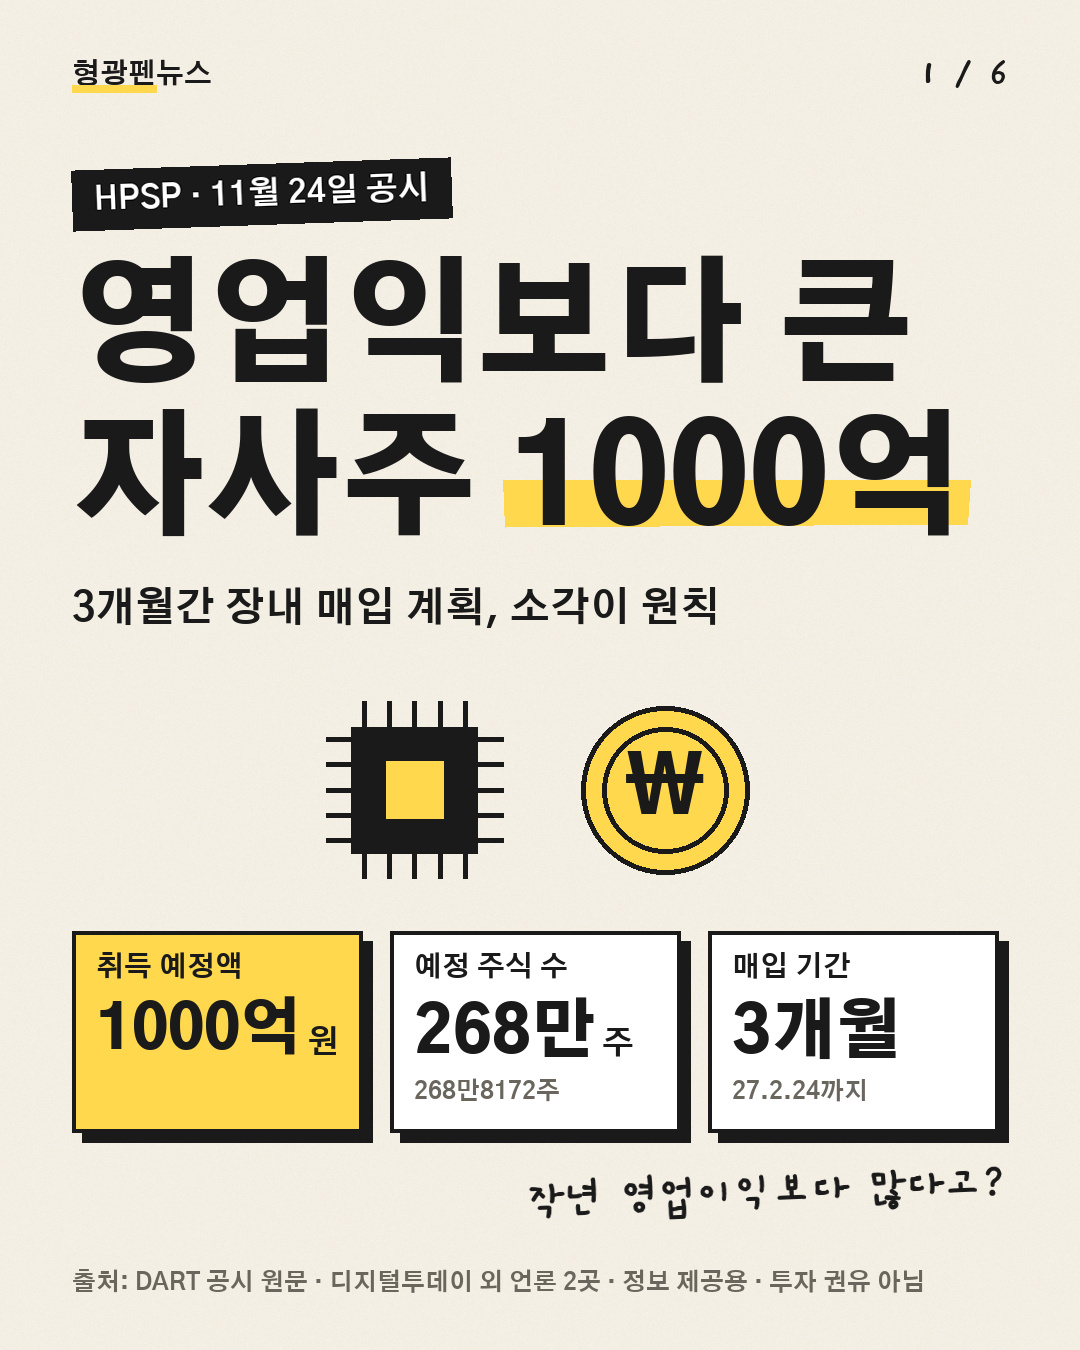 형광펜뉴스
1 / 6
HPSP · 11월 24일 공시
영업익보다 큰
자사주 1000억
3개월간 장내 매입 계획, 소각이 원칙
₩
취득 예정액
1000억 원
예정 주식 수
268만 주
268만8172주
매입 기간
3개월
27.2.24까지
작년 영업이익보다 많다고?
출처: DART 공시 원문 · 디지털투데이 외 언론 2곳 · 정보 제공용 · 투자 권유 아님